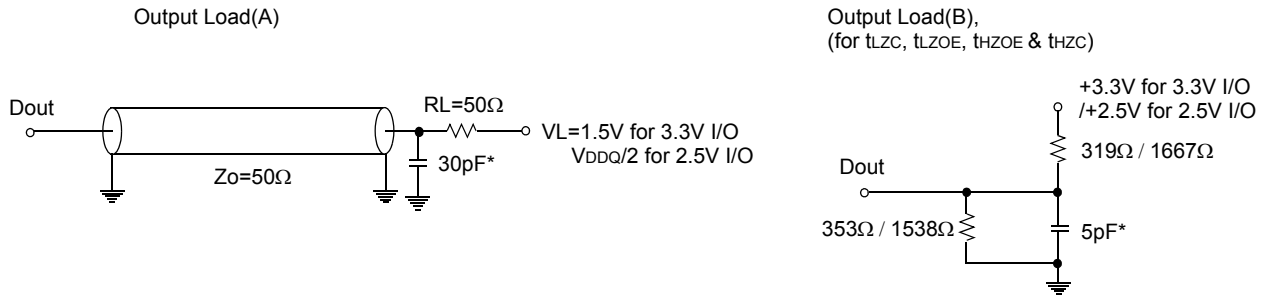 Output Load(A)
Dout
Zo=50Ω
RL=50Ω
30pF*
VL=1.5V for 3.3V I/O
VDDQ/2 for 2.5V I/O
Output Load(B),
(for tLZC, tLZOE, tHZOE & tHZC)
+3.3V for 3.3V I/O
/+2.5V for 2.5V I/O
319Ω / 1667Ω
Dout
353Ω / 1538Ω
5pF*